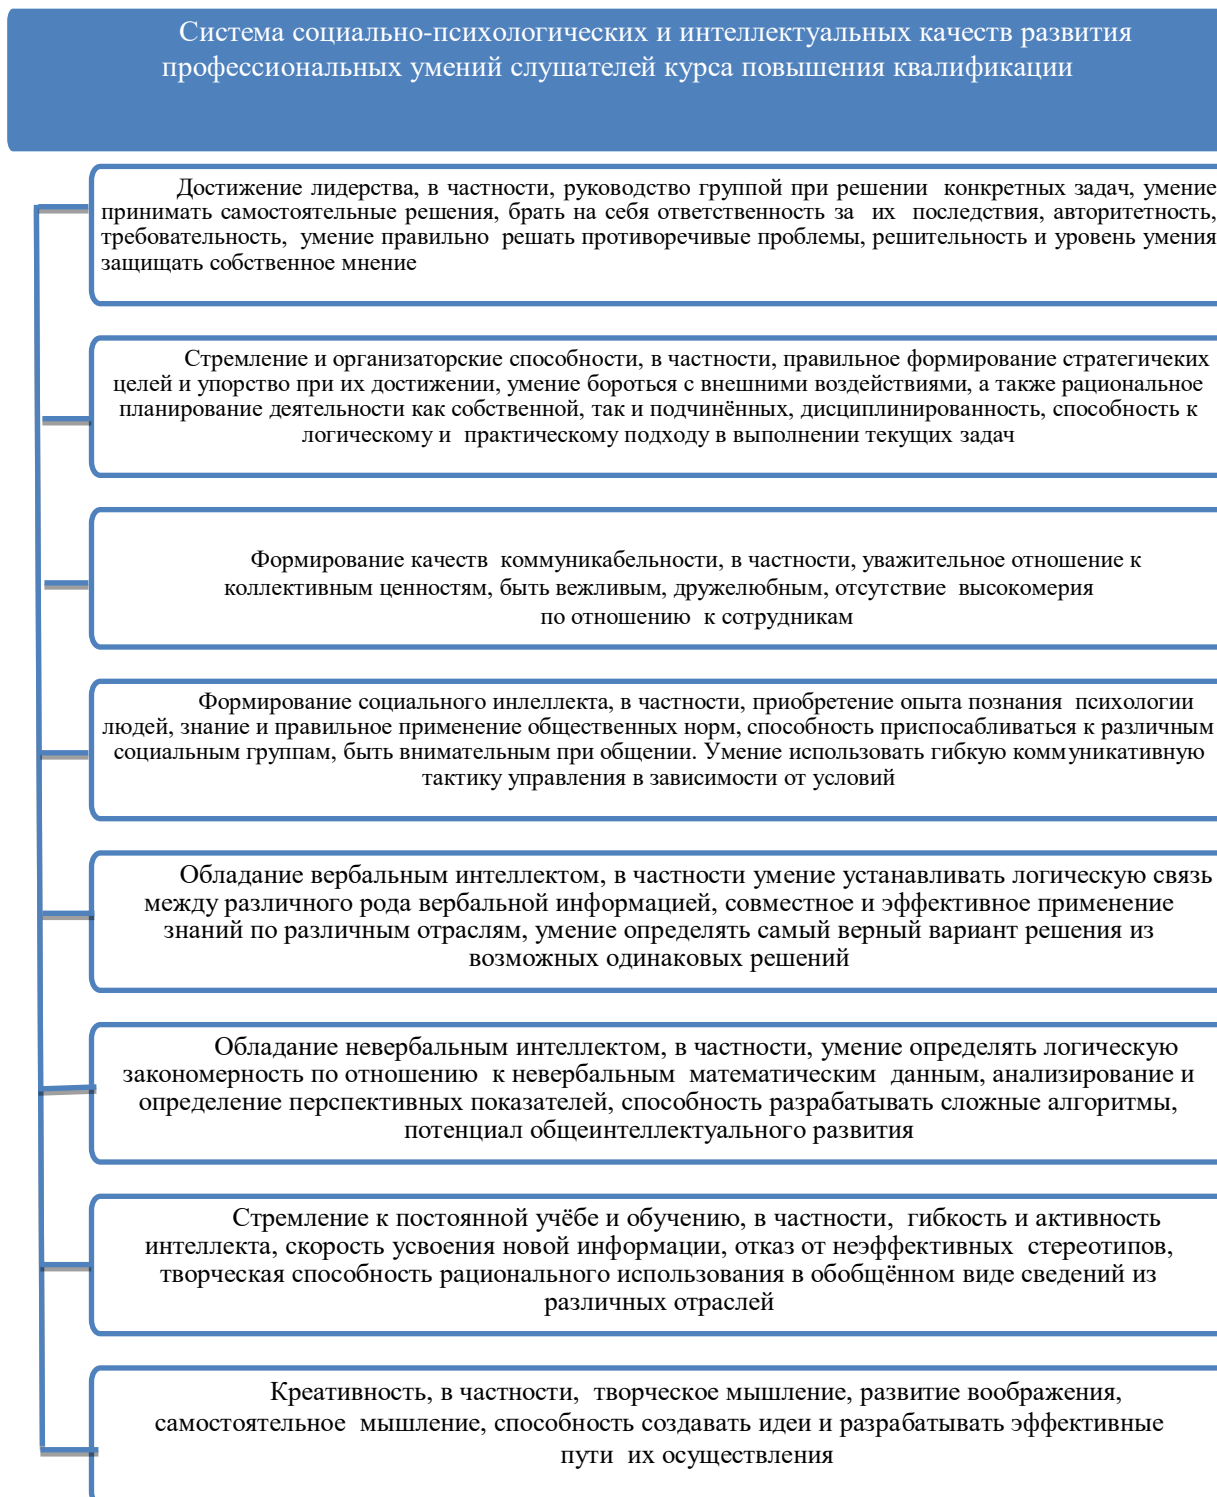 Система социально-психологических и интеллектуальных качеств развития
профессиональных умений слушателей курса повышения квалификации
Достижение лидерства, в частности, руководство группой при решении конкретных задач, умение
принимать самостоятельные решения, брать на себя ответственность за их последствия, авторитетность,
требовательность, умение правильно решать противоречивые проблемы, решительность и уровень умения
защищать собственное мнение
Стремление и организаторские способности, в частности, правильное формирование стратегичеких
целей и упорство при их достижении, умение бороться с внешними воздействиями, а также рациональное
планирование деятельности как собственной, так и подчинённых, дисциплинированность, способность к
логическому и практическому подходу в выполнении текущих задач
Формирование качеств коммуникабельности, в частности, уважительное отношение к
коллективным ценностям, быть вежливым, дружелюбным, отсутствие высокомерия
по отношению к сотрудникам
Формирование социального инлеллекта, в частности, приобретение опыта познания психологии
людей, знание и правильное применение общественных норм, способность приспосабливаться к различным
социальным группам, быть внимательным при общении. Умение использовать гибкую коммуникативную
тактику управления в зависимости от условий
Обладание вербальным интеллектом, в частности умение устанавливать логическую связь
между различного рода вербальной информацией, совместное и эффективное применение
знаний по различным отраслям, умение определять самый верный вариант решения из
возможных одинаковых решений
Обладание невербальным интеллектом, в частности, умение определять логическую
закономерность по отношению к невербальным математическим данным, анализирование и
определение перспективных показателей, способность разрабатывать сложные алгоритмы,
потенциал общеинтеллектуального развития
Стремление к постоянной учёбе и обучению, в частности, гибкость и активность
интеллекта, скорость усвоения новой информации, отказ от неэффективных стереотипов,
творческая способность рационального использования в обобщённом виде сведений из
различных отраслей
Креативность, в частности, творческое мышление, развитие воображения,
самостоятельное мышление, способность создавать идеи и разрабатывать эффективные
пути их осуществления